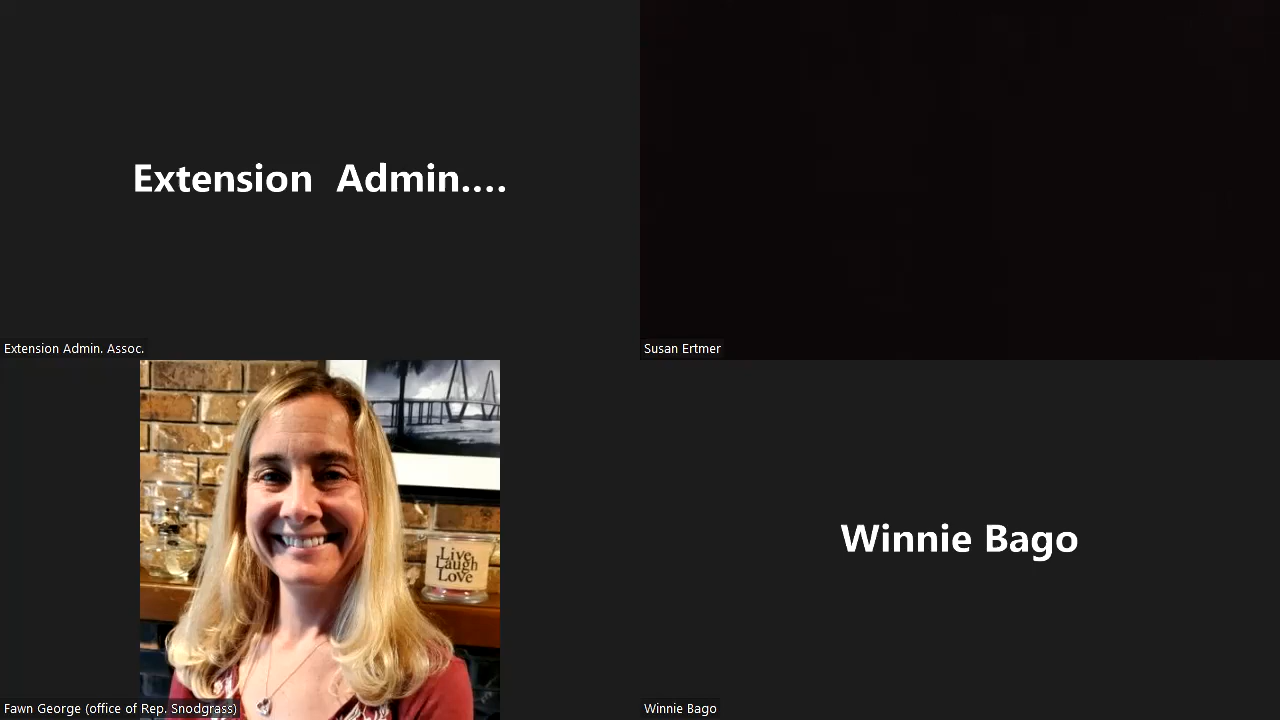 Extension  Admin....
Extension Admin. Assoc.
Susan Ertmer
Live
Laugh
Love
Fawn George (office of Rep. Snodgrass)
Winnie Bago
Winnie Bago